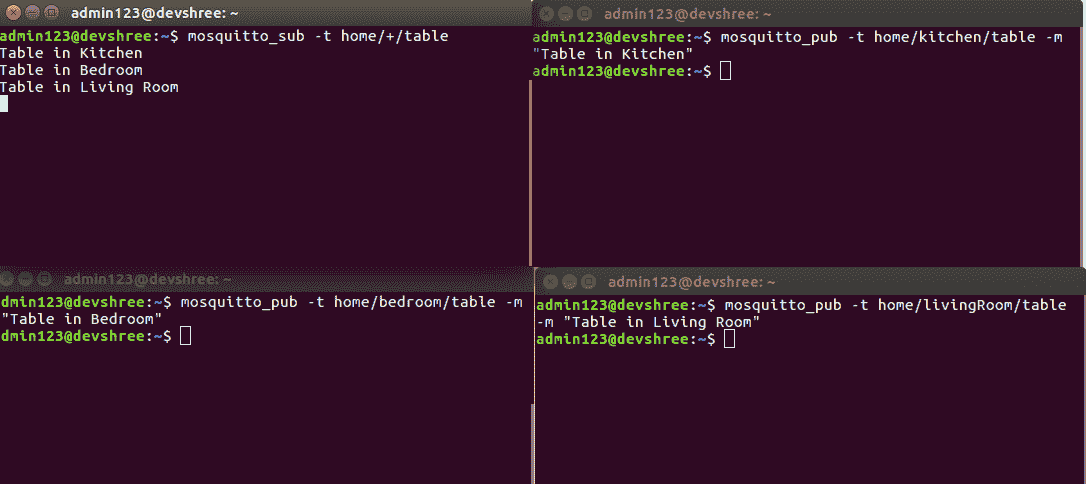 admin123@devshree: ~
admin123@devshree:~$ mosquitto_sub -t home/+/table
Table in Kitchen
Table in Bedroom
Table in Living Room
admin123@devshree: ~
admin123@devshree:~$ mosquitto_pub -t home/kitchen/table -m
"Table in Kitchen"
admin123@devshree:~$
admin123@devshree: ~
dmin123@devshree:~$ mosquitto_pub -t home/bedroom/table -m
"Table in Bedroom"
dmin123@devshree:~$
admin123@devshree: ~
admin123@devshree:~$ mosquitto_pub -t home/livingRoom/table
-m "Table in Living Room"
admin123@devshree:~$